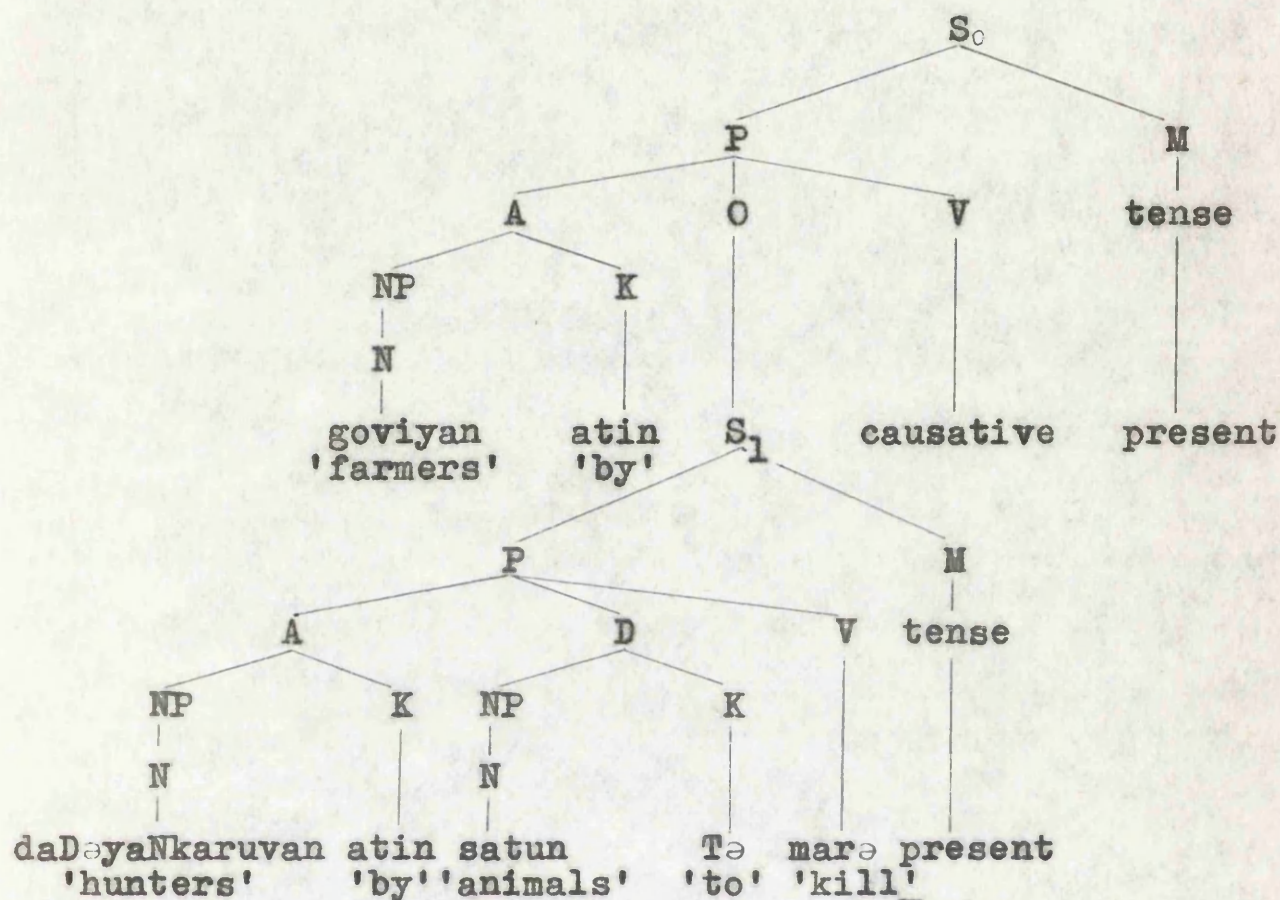 S₀
P M
A O V tense
NP K
N
goviyan atin S₁ causative present
'farmers' 'by'
P M
A D V tense
NP K NP K
N N
daDəyaNkaruvan atin satun Tə marə present
'hunters' 'by' 'animals' 'to' 'kill'